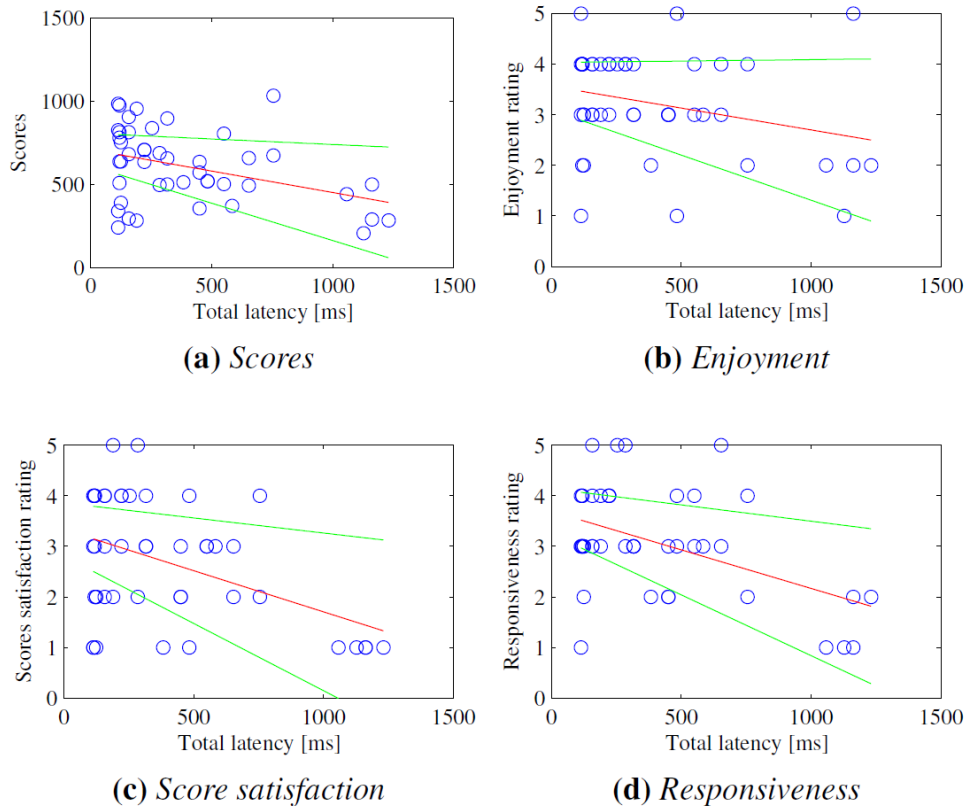 1500
1000
500
0
Scores
0 500 1000 1500
Total latency [ms]
(a) Scores
5
4
3
2
1
0
Enjoyment rating
0 500 1000 1500
Total latency [ms]
(b) Enjoyment
5
4
3
2
1
0
Scores satisfaction rating
0 500 1000 1500
Total latency [ms]
(c) Score satisfaction
5
4
3
2
1
0
Responsiveness rating
0 500 1000 1500
Total latency [ms]
(d) Responsiveness